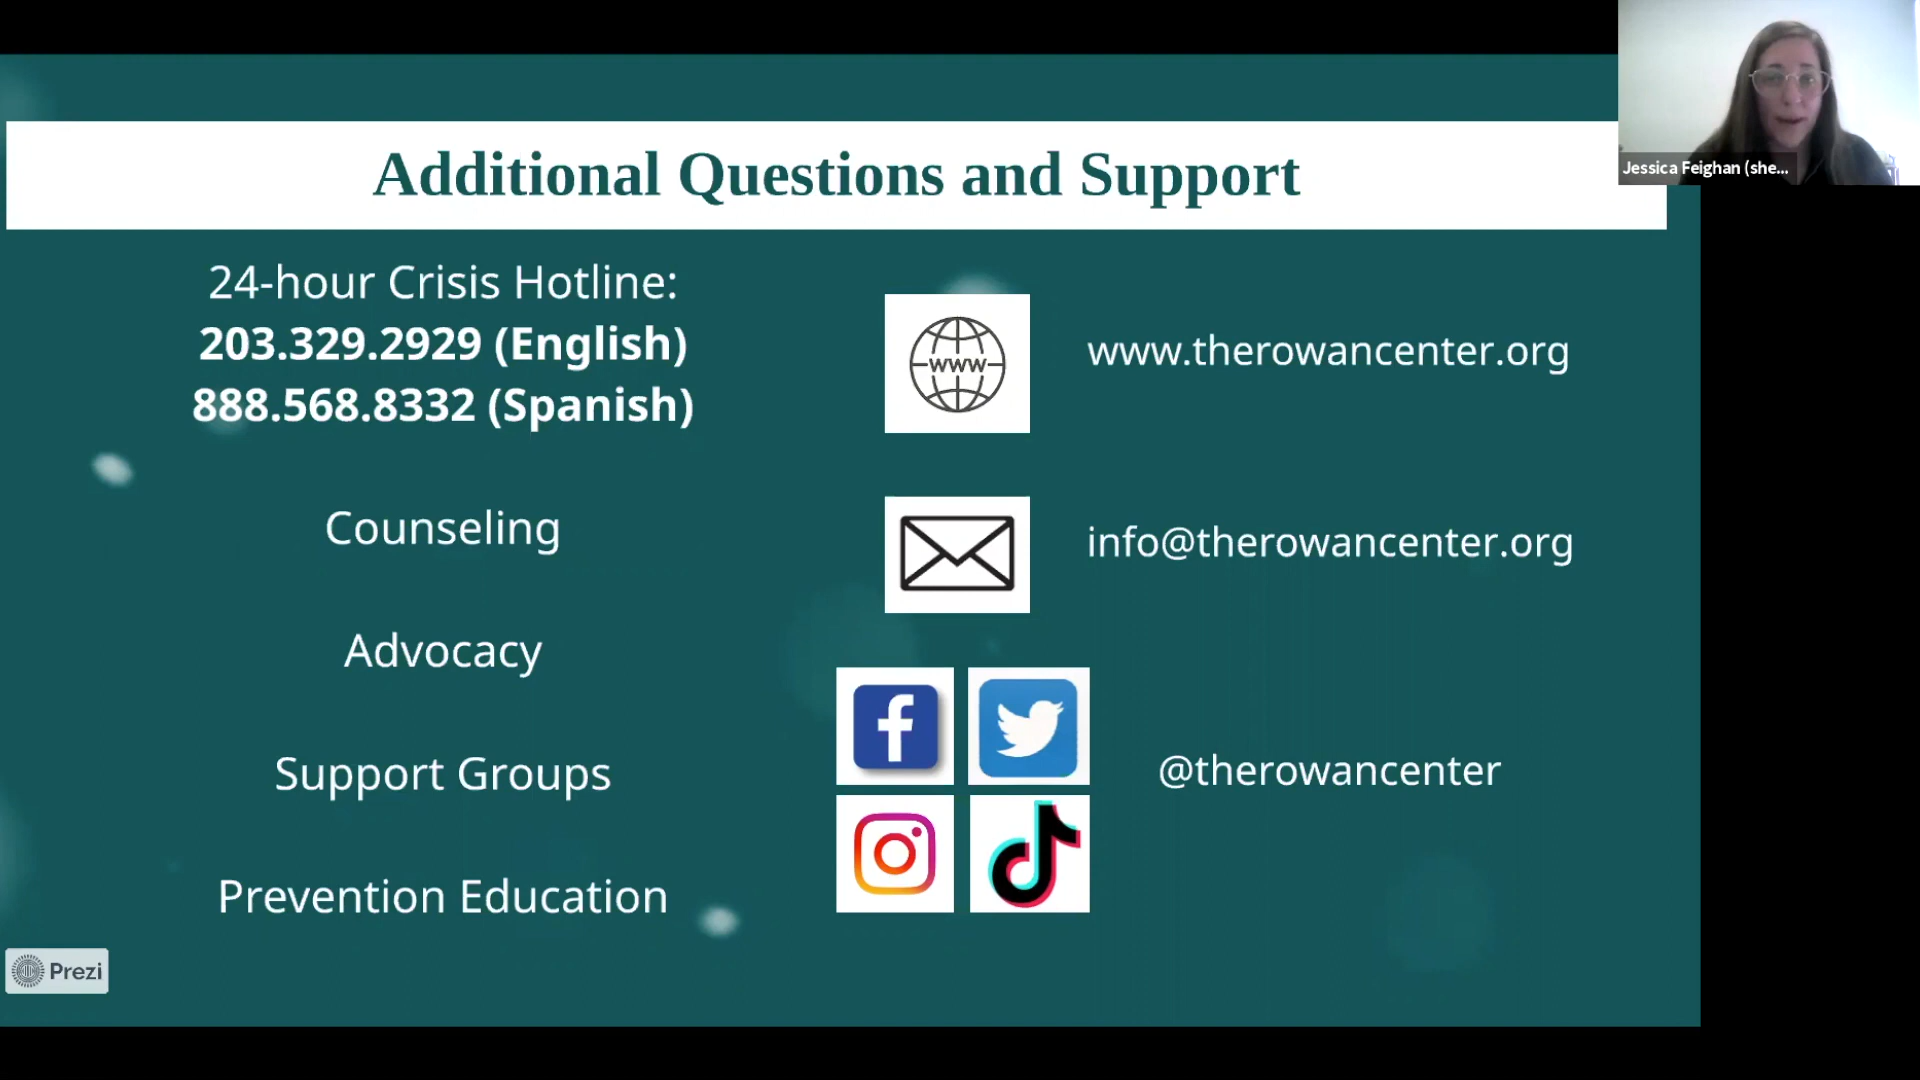 Additional Questions and Support
24-hour Crisis Hotline:
203.329.2929 (English)
888.568.8332 (Spanish)
Counseling
Advocacy
Support Groups
Prevention Education
www
www.therowancenter.org
info@therowancenter.org
@therowancenter
Jessica Feighan (she...
Prezi